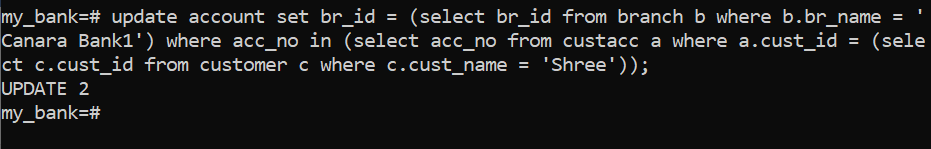 my_bank=# update account set br_id = (select br_id from branch b where b.br_name = '
Canara Bank1') where acc_no in (select acc_no from custacc a where a.cust_id = (sele
ct c.cust_id from customer c where c.cust_name = 'Shree'));
UPDATE 2
my_bank=#